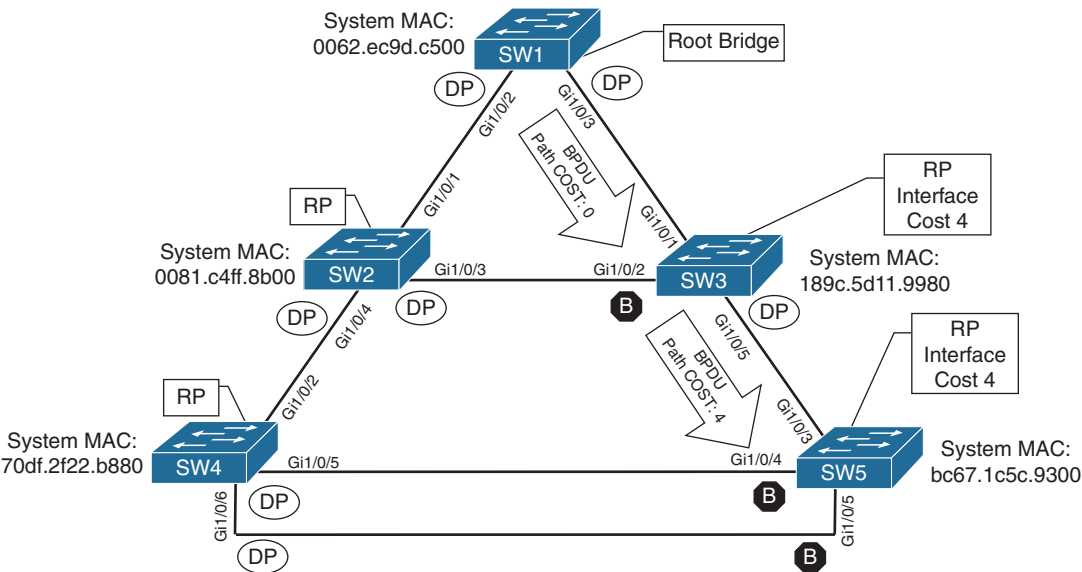 System MAC:
0062.ec9d.c500
SW1
Root Bridge
DP
DP
Gi1/0/2
Gi1/0/3
BPDU
Path COST: 0
RP
Interface
Cost 4
RP
Gi1/0/1
Gi1/0/1
System MAC:
0081.c4ff.8b00
SW2
Gi1/0/3
Gi1/0/2
SW3
System MAC:
189c.5d11.9980
DP
Gi1/0/4
DP
B
DP
Gi1/0/5
BPDU
Path COST: 4
RP
Interface
Cost 4
RP
Gi1/0/2
Gi1/0/3
System MAC:
70df.2f22.b880
SW4
Gi1/0/5
Gi1/0/4
SW5
System MAC:
bc67.1c5c.9300
Gi1/0/6
DP
B
Gi1/0/5
DP
B